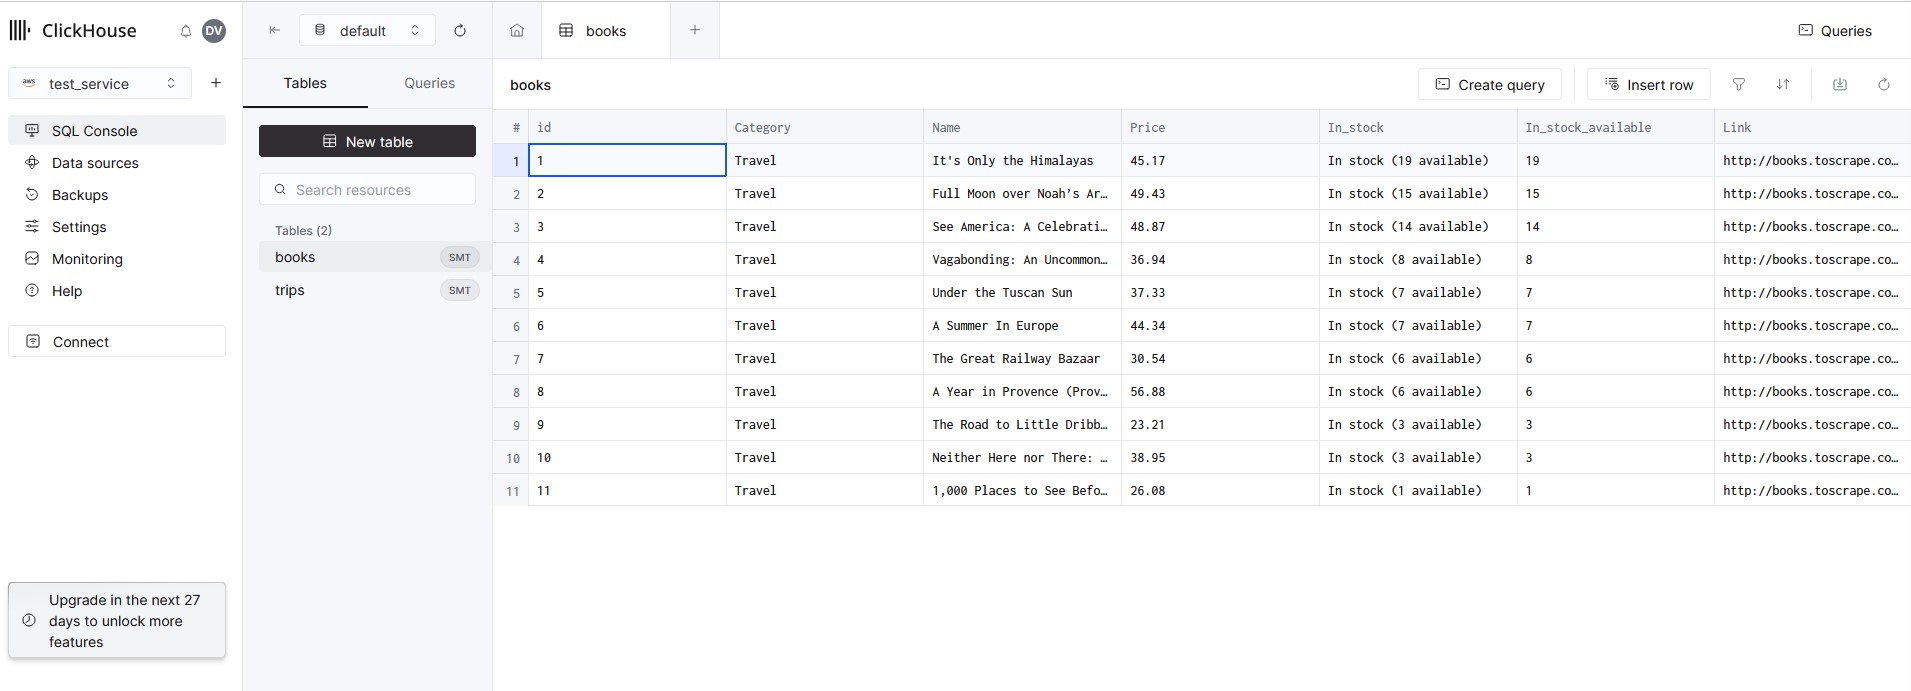 ClickHouse
DV
aws test_service
SQL Console
Data sources
Backups
Settings
Monitoring
Help
Connect
Upgrade in the next 27
days to unlock more
features
default
Tables Queries
New table
Search resources
Tables (2)
books SMT
trips SMT
books
Queries
books Create query Insert row
# id Category Name Price In_stock In_stock_available Link
1 1 Travel It's Only the Himalayas 45.17 In stock (19 available) 19 http://books.toscrape.co…
2 2 Travel Full Moon over Noah’s Ar… 49.43 In stock (15 available) 15 http://books.toscrape.co…
3 3 Travel See America: A Celebrati… 48.87 In stock (14 available) 14 http://books.toscrape.co…
4 4 Travel Vagabonding: An Uncommon… 36.94 In stock (8 available) 8 http://books.toscrape.co…
5 5 Travel Under the Tuscan Sun 37.33 In stock (7 available) 7 http://books.toscrape.co…
6 6 Travel A Summer In Europe 44.34 In stock (7 available) 7 http://books.toscrape.co…
7 7 Travel The Great Railway Bazaar 30.54 In stock (6 available) 6 http://books.toscrape.co…
8 8 Travel A Year in Provence (Prov… 56.88 In stock (6 available) 6 http://books.toscrape.co…
9 9 Travel The Road to Little Dribb… 23.21 In stock (3 available) 3 http://books.toscrape.co…
10 10 Travel Neither Here nor There: … 38.95 In stock (3 available) 3 http://books.toscrape.co…
11 11 Travel 1,000 Places to See Befo… 26.08 In stock (1 available) 1 http://books.toscrape.co…